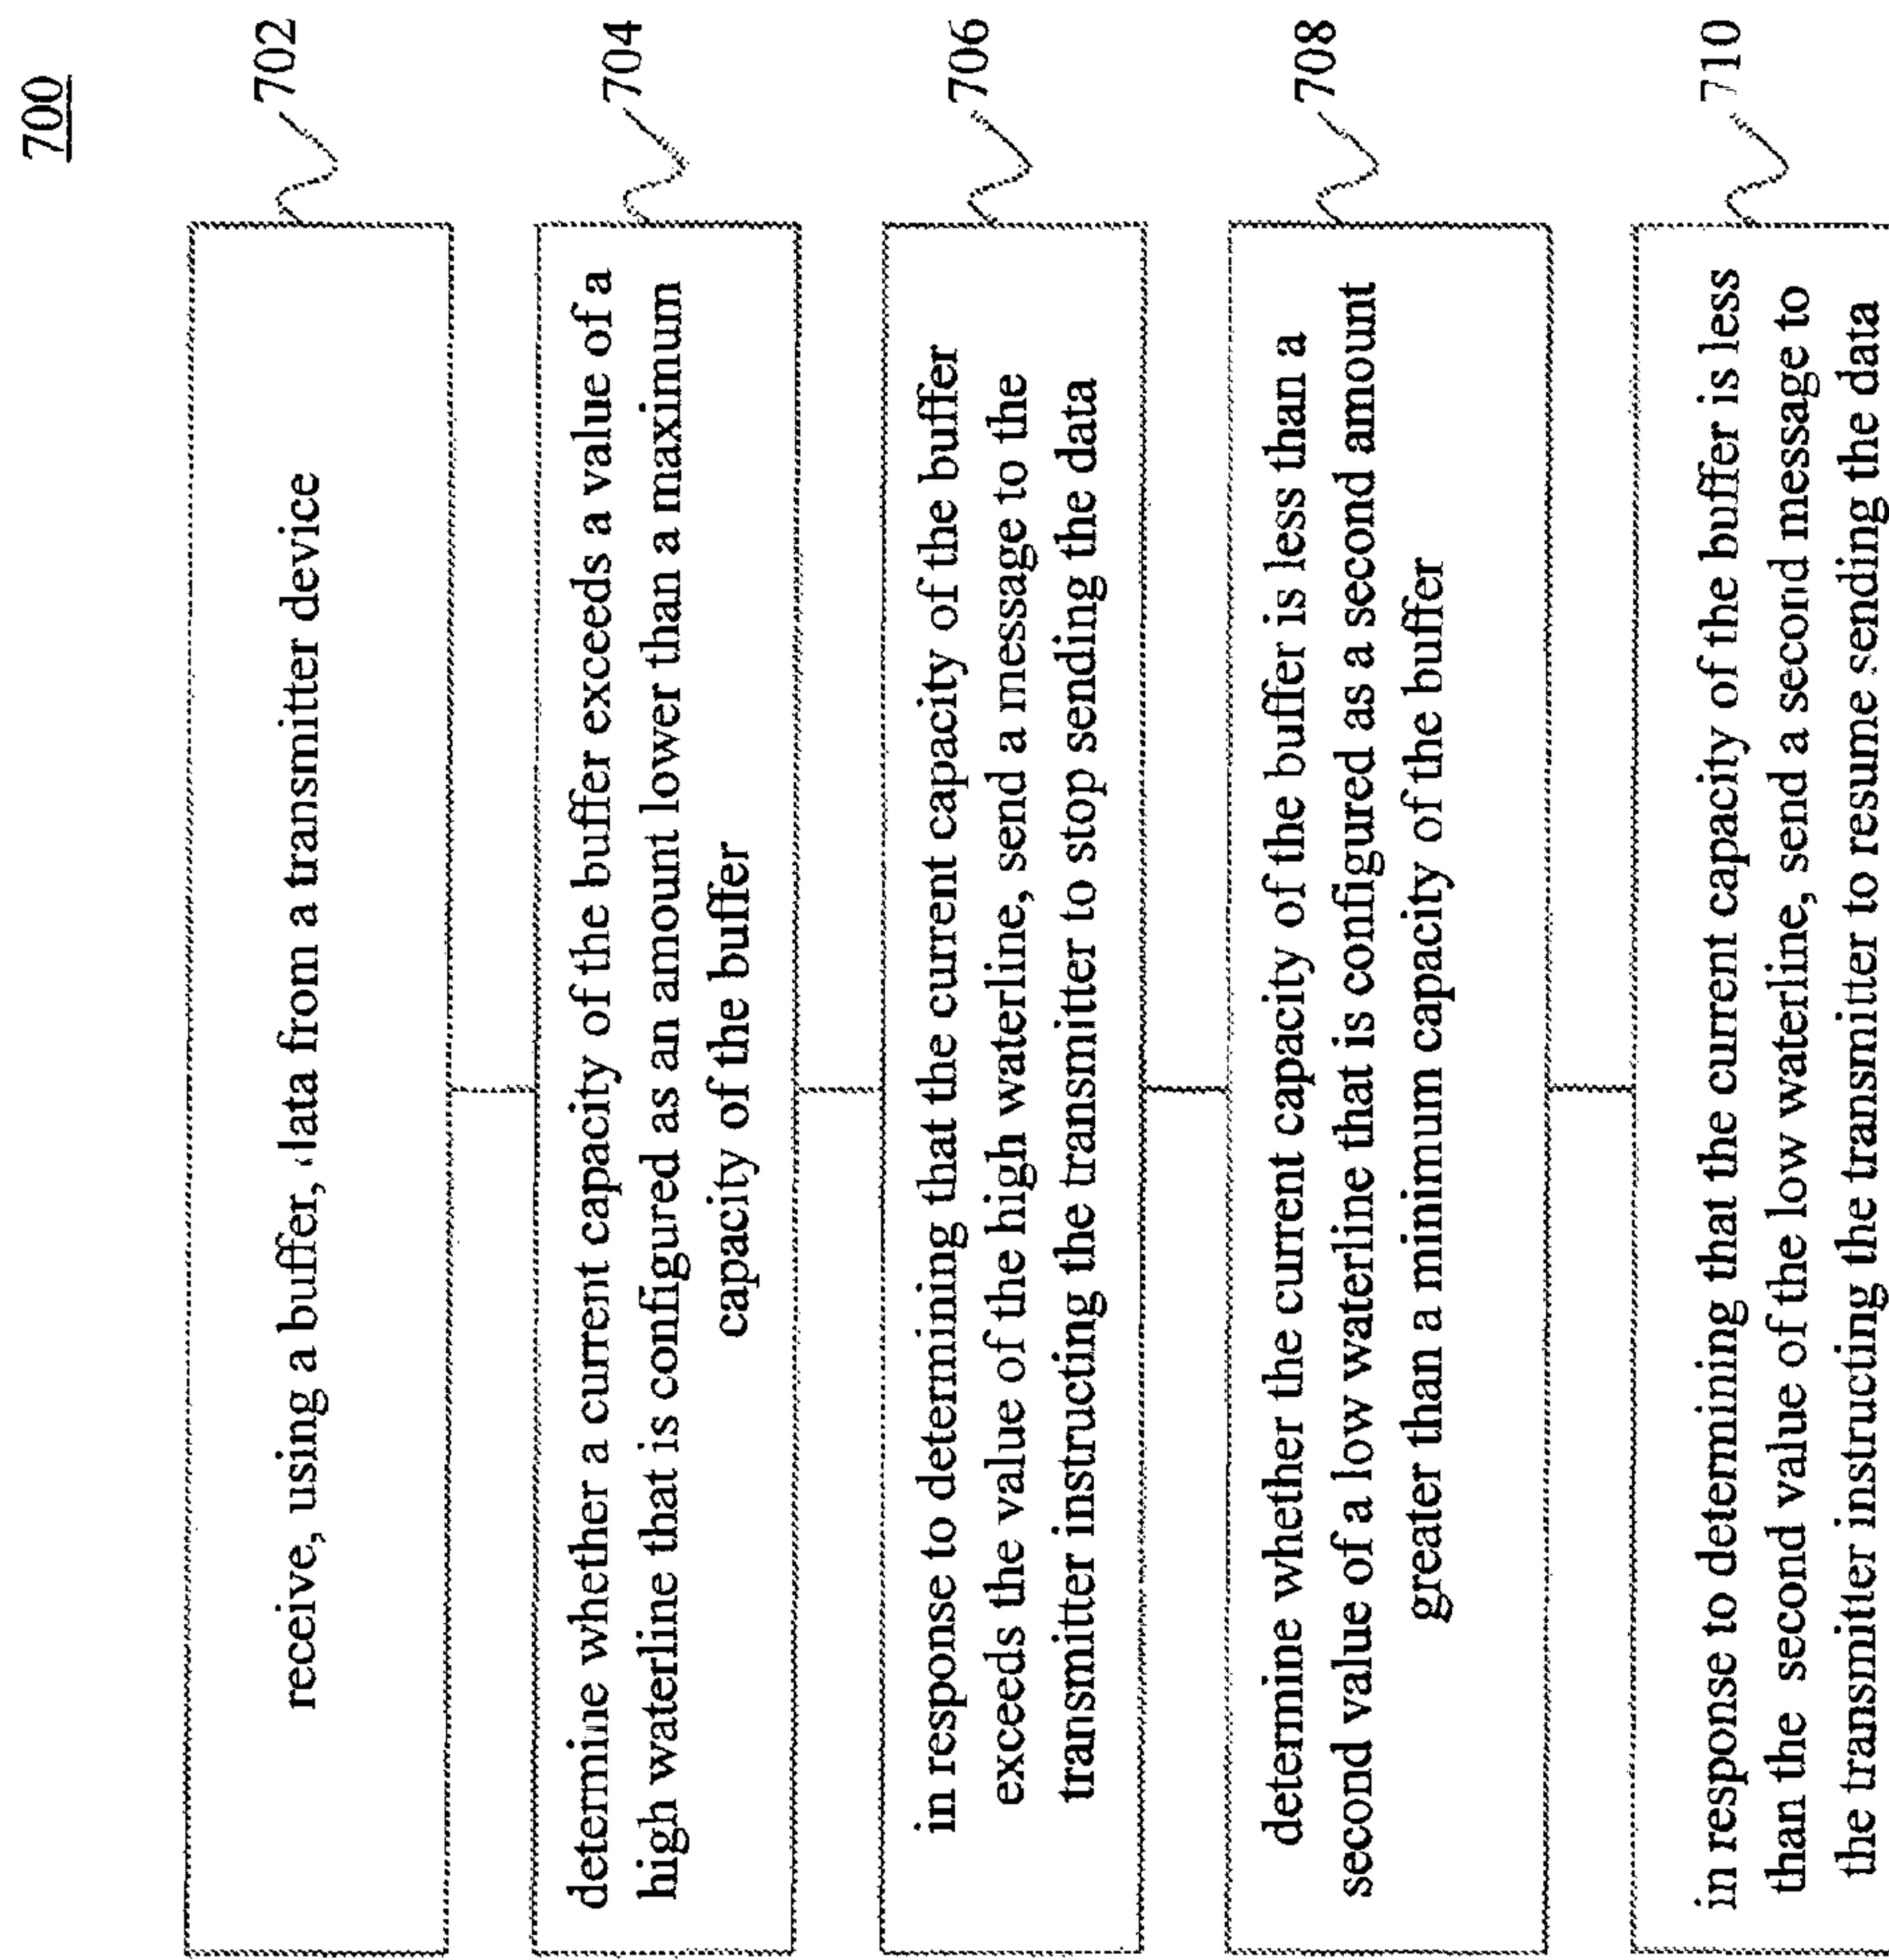 700
702
receive, using a buffer, data from a transmitter device
704
determine whether a current capacity of the buffer exceeds a value of a
high waterline that is configured as an amount lower than a maximum
capacity of the buffer
706
in response to determining that the current capacity of the buffer
exceeds the value of the high waterline, send a message to the
transmitter instructing the transmitter to stop sending the data
708
determine whether the current capacity of the buffer is less than a
second value of a low waterline that is configured as a second amount
greater than a minimum capacity of the buffer
710
in response to determining that the current capacity of the buffer is less
than the second value of the low waterline, send a second message to
the transmitter instructing the transmitter to resume sending the data